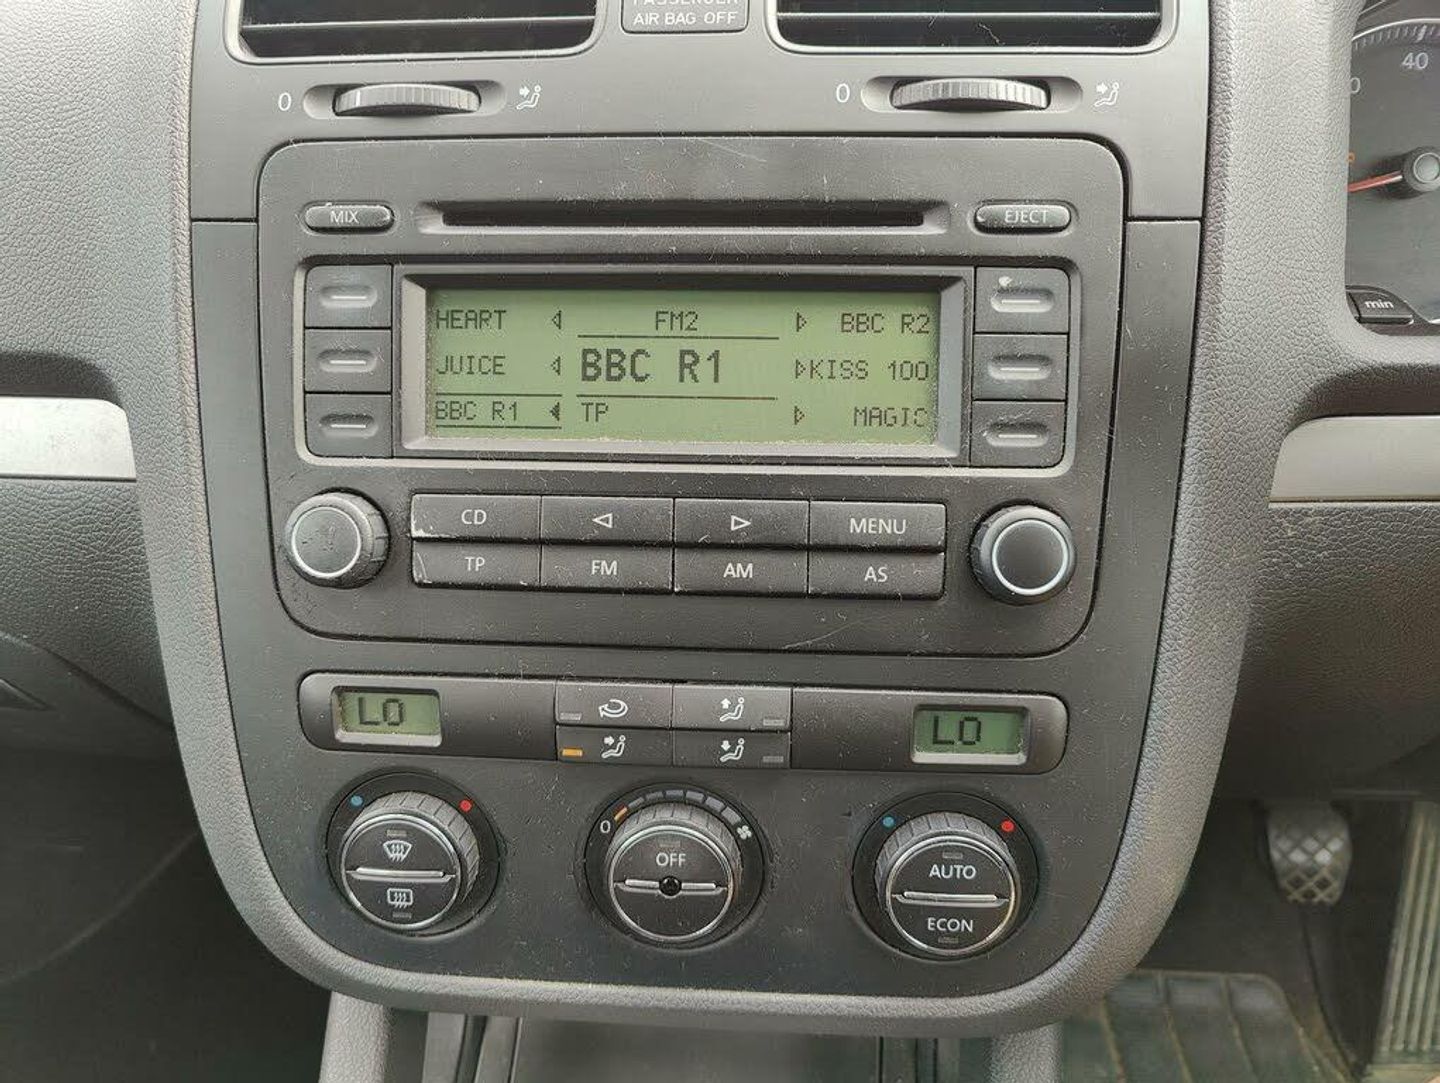 PASSENGER
AIR BAG OFF
0
0
40
MIX
EJECT
HEART FM2 BBC R2
JUICE BBC R1 KISS 100
BBC R1 TP MAGIC
min
CD MENU
TP FM AM AS
LO LO
0
OFF AUTO
ECON